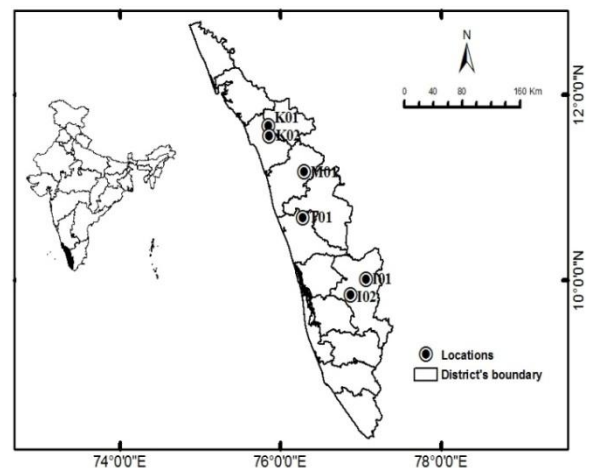 N
0 40 80 160 Km
12°0'0"N
K01
K02
M01
T01
10°0'0"N
I01
I02
Locations
District's boundary
74°0'0"E 76°0'0"E 78°0'0"E